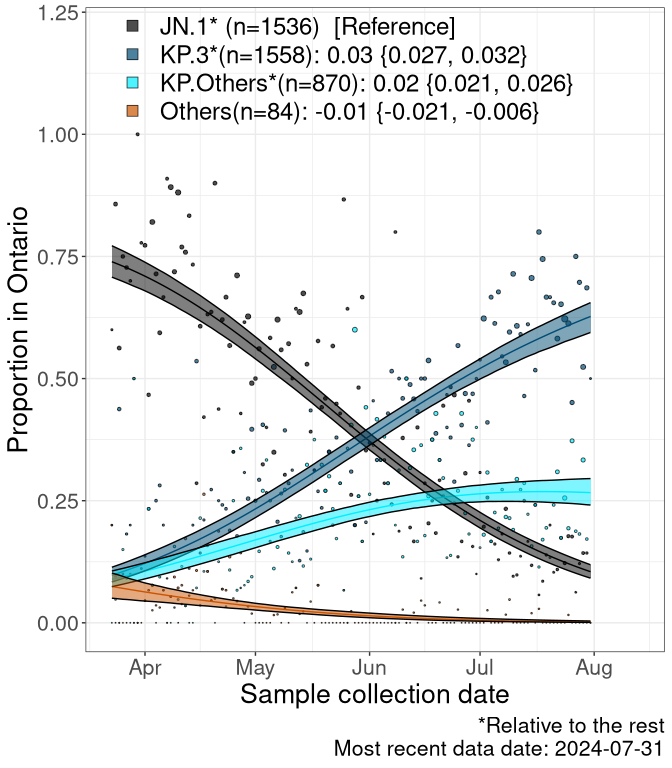 JN.1* (n=1536)  [Reference]
KP.3*(n=1558): 0.03 {0.027, 0.032}
KP.Others*(n=870): 0.02 {0.021, 0.026}
Others(n=84): -0.01 {-0.021, -0.006}
1.25
1.00
0.75
0.50
0.25
0.00
Proportion in Ontario
Apr May Jun Jul Aug
Sample collection date
*Relative to the rest
Most recent data date: 2024-07-31